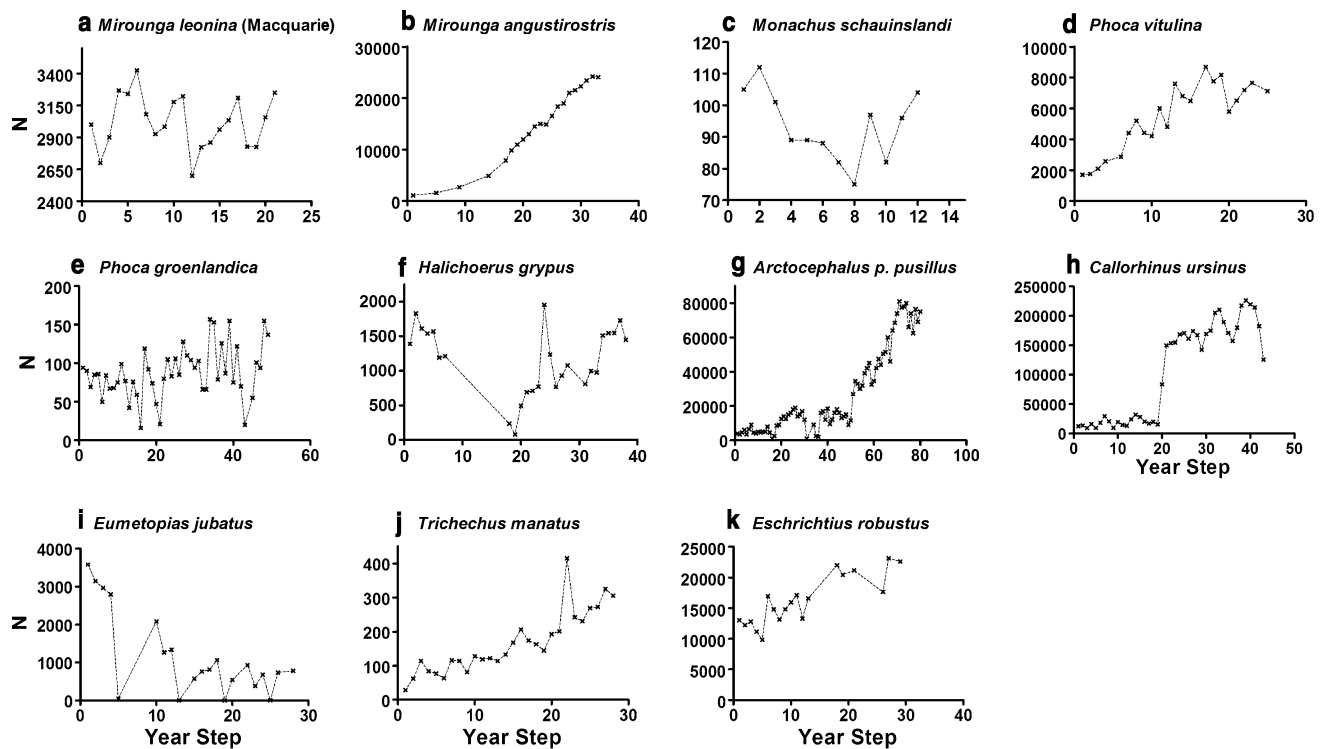 a Mirounga leonina (Macquarie)
N
3400
3150
2900
2650
2400
0 5 10 15 20 25
b Mirounga angustirostris
30000
20000
10000
0
0 10 20 30 40
c Monachus schauinslandi
120
110
100
90
80
70
0 2 4 6 8 10 12 14
d Phoca vitulina
10000
8000
6000
4000
2000
0
0 10 20 30
e Phoca groenlandica
N
200
150
100
50
0
0 20 40 60
f Halichoerus grypus
2000
1500
1000
500
0
0 10 20 30 40
g Arctocephalus p. pusillus
80000
60000
40000
20000
0
0 20 40 60 80 100
h Callorhinus ursinus
250000
200000
150000
100000
50000
0
0 10 20 30 40 50
Year Step
i Eumetopias jubatus
N
4000
3000
2000
1000
0
0 10 20 30
Year Step
j Trichechus manatus
400
300
200
100
0
0 10 20 30
Year Step
k Eschrichtius robustus
25000
20000
15000
10000
5000
0
0 10 20 30 40
Year Step